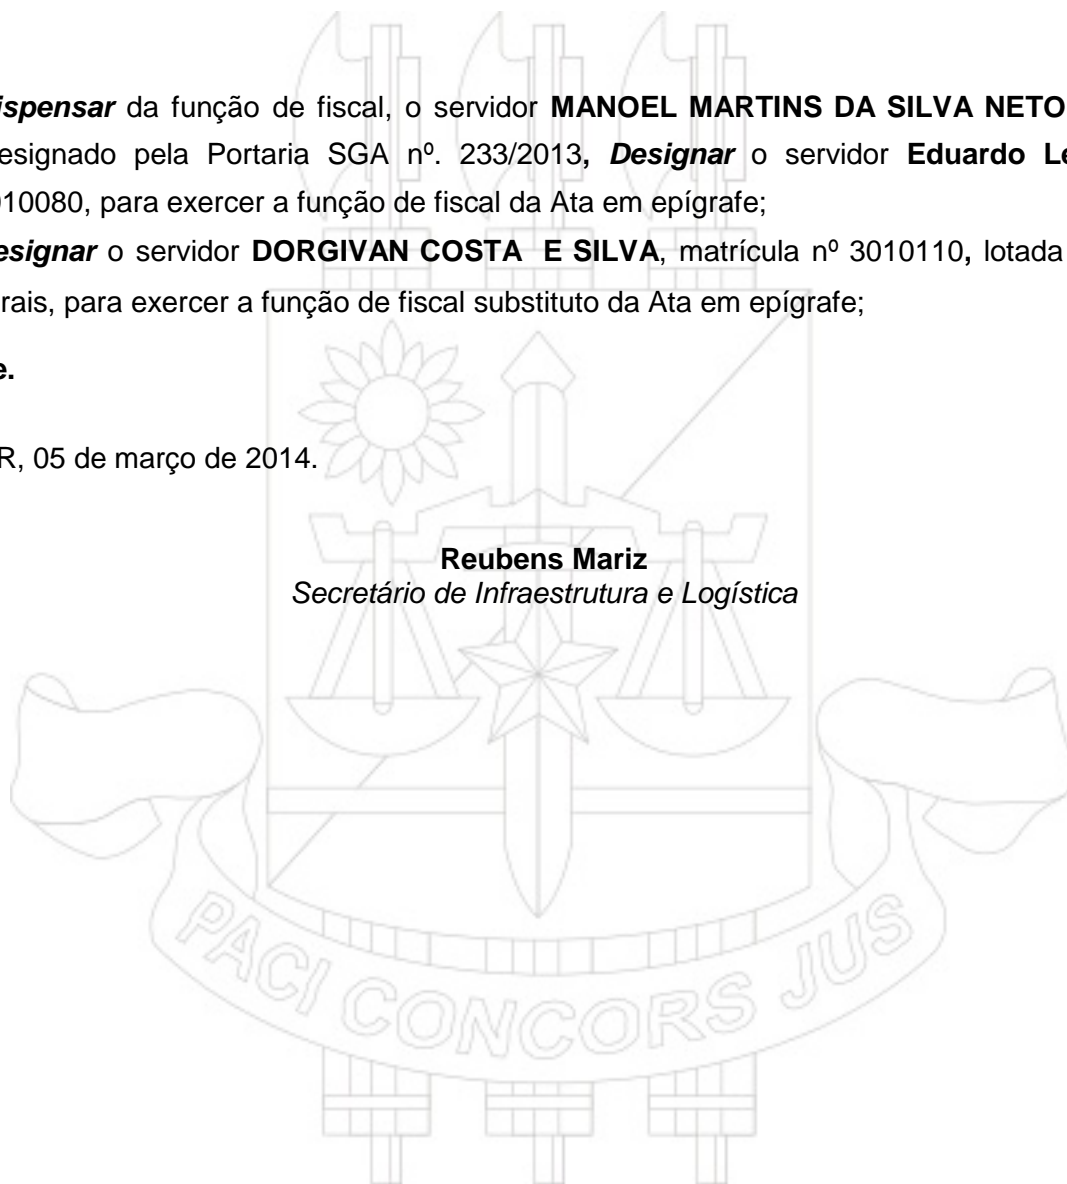 ispensar da função de fiscal, o servidor MANOEL MARTINS DA SILVA NETO
esignado pela Portaria SGA nº. 233/2013, Designar o servidor Eduardo Le
010080, para exercer a função de fiscal da Ata em epígrafe;
esignar o servidor DORGIVAN COSTA E SILVA, matrícula nº 3010110, lotada
rais, para exercer a função de fiscal substituto da Ata em epígrafe;
e.
R, 05 de março de 2014.
Reubens Mariz
Secretário de Infraestrutura e Logística
PACI CONCORS JUS